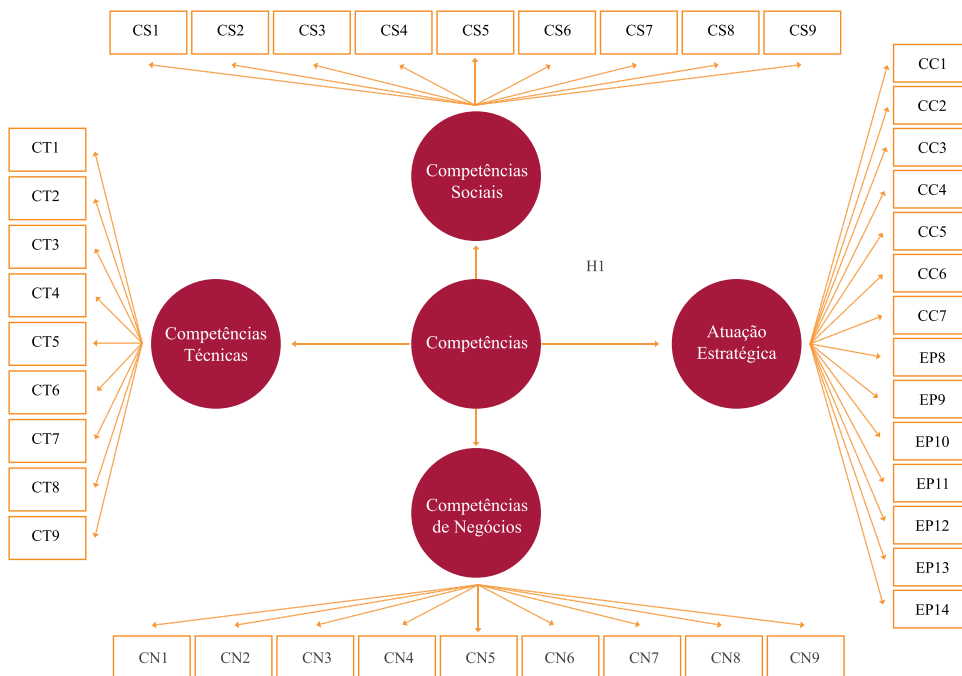 CS1
CS2
CS3
CS4
CS5
CS6
CS7
CS8
CS9
CC1
CC2
CC3
CC4
CC5
CC6
CC7
EP8
EP9
EP10
EP11
EP12
EP13
EP14
CT1
CT2
CT3
CT4
CT5
CT6
CT7
CT8
CT9
Competências
Sociais
H1
Competências
Técnicas
Competências
Atuação
Estratégica
Competências
de Negócios
CN1
CN2
CN3
CN4
CN5
CN6
CN7
CN8
CN9